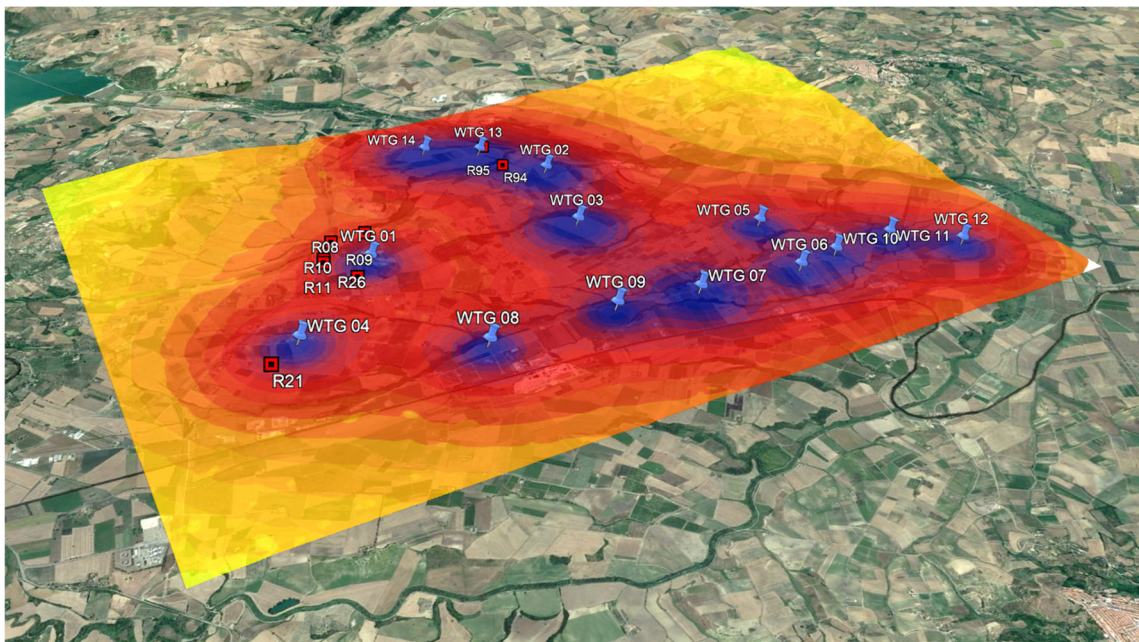 WTG 14
WTG 13
WTG 02
R95
R94
WTG 03
WTG 05
WTG 12
WTG 01
WTG 06
WTG 10
WTG 11
R08
R09
R10
R26
R11
WTG 07
WTG 09
WTG 04
WTG 08
R21